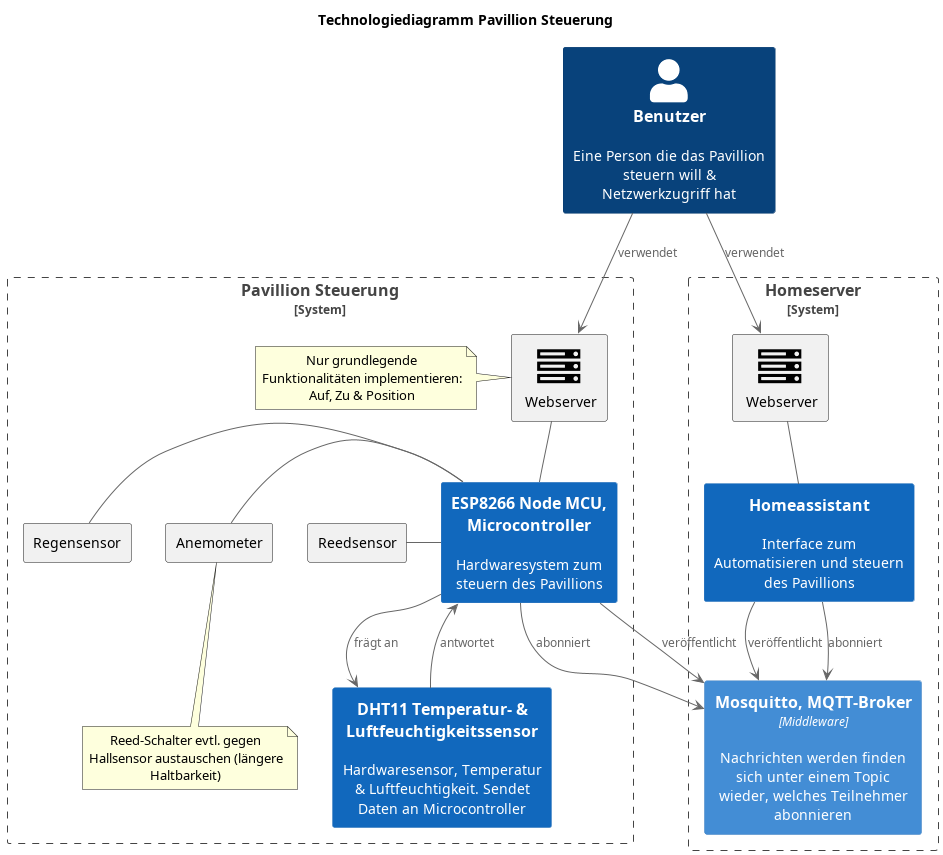 Technologiediagramm Pavillion Steuerung
Benutzer
Eine Person die das Pavillion
steuern will &
Netzwerkzugriff hat
verwendet
verwendet
Pavillion Steuerung
[System]
Nur grundlegende
Funktionalitäten implementieren:
Auf, Zu & Position
Webserver
Regensensor
Anemometer
Reedsensor
ESP8266 Node MCU,
Microcontroller
Hardwaresystem zum
steuern des Pavillions
frägt an
antwortet
abonniert
veröffentlicht
Reed-Schalter evtl. gegen
Hallsensor austauschen (längere
Haltbarkeit)
DHT11 Temperatur- &
Luftfeuchtigkeitssensor
Hardwaresensor, Temperatur
& Luftfeuchtigkeit. Sendet
Daten an Microcontroller
Homeserver
[System]
Webserver
Homeassistant
Interface zum
Automatisieren und steuern
des Pavillions
veröffentlicht
abonniert
Mosquitto, MQTT-Broker
[Middleware]
Nachrichten werden finden
sich unter einem Topic
wieder, welches Teilnehmer
abonnieren